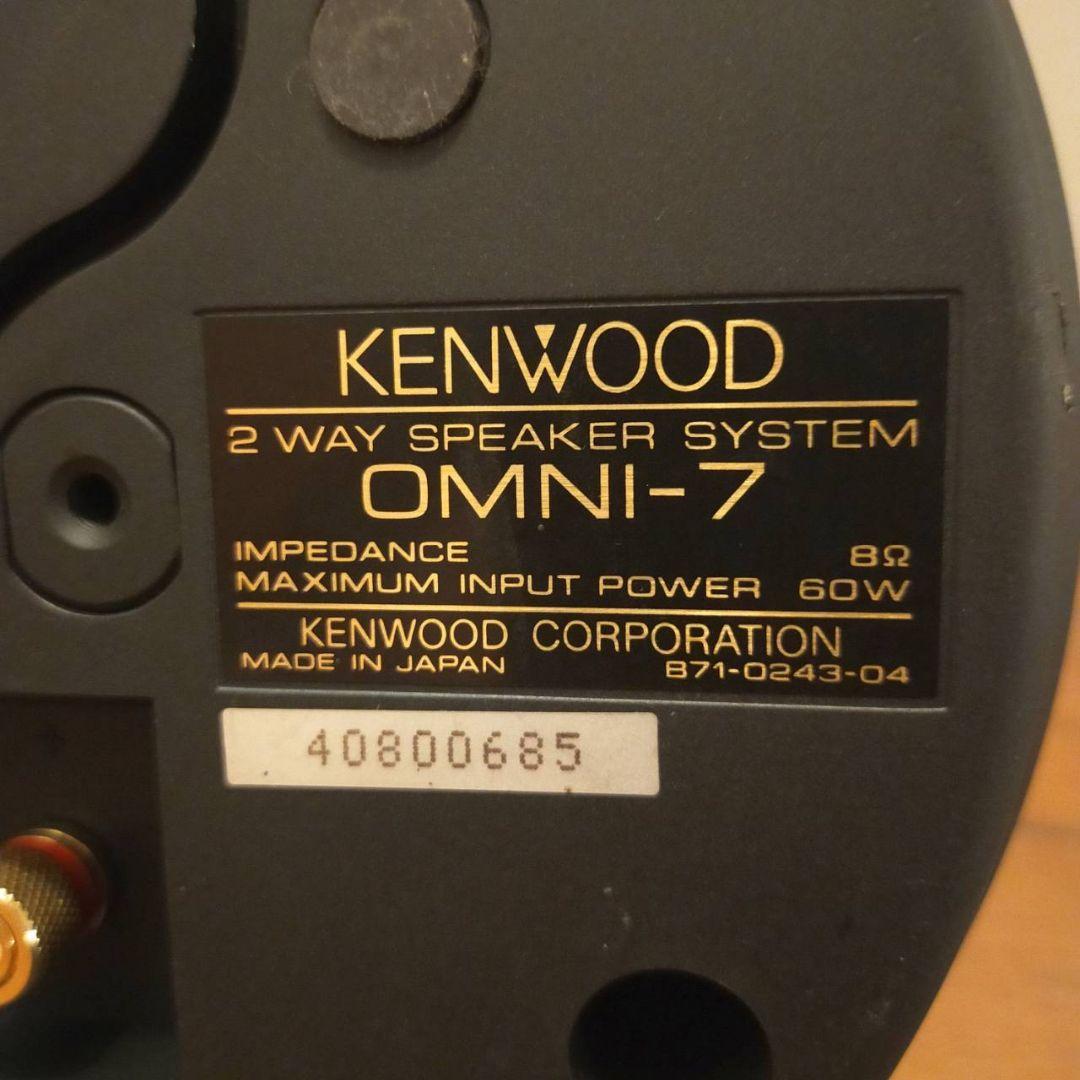 KENWOOD
2 WAY SPEAKER SYSTEM
OMNI-7
IMPEDANCE 8Ω
MAXIMUM INPUT POWER 60W
KENWOOD CORPORATION
MADE IN JAPAN B71-0243-04
40800685